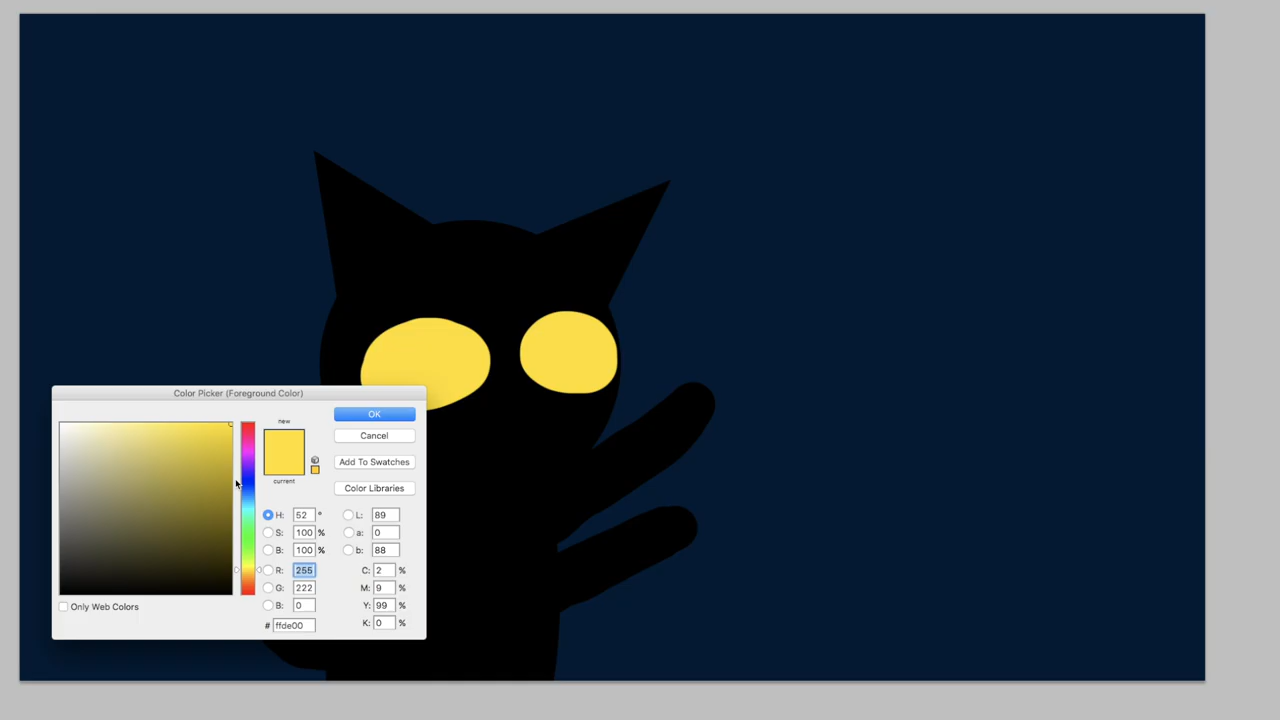 Color Picker (Foreground Color)
new
current
OK
Cancel
Add To Swatches
Color Libraries
H: 52 °
S: 100 %
B: 100 %
R: 255
G: 222
B: 0
# ffde00
L: 89
a: 0
b: 88
C: 2 %
M: 9 %
Y: 99 %
K: 0 %
Only Web Colors